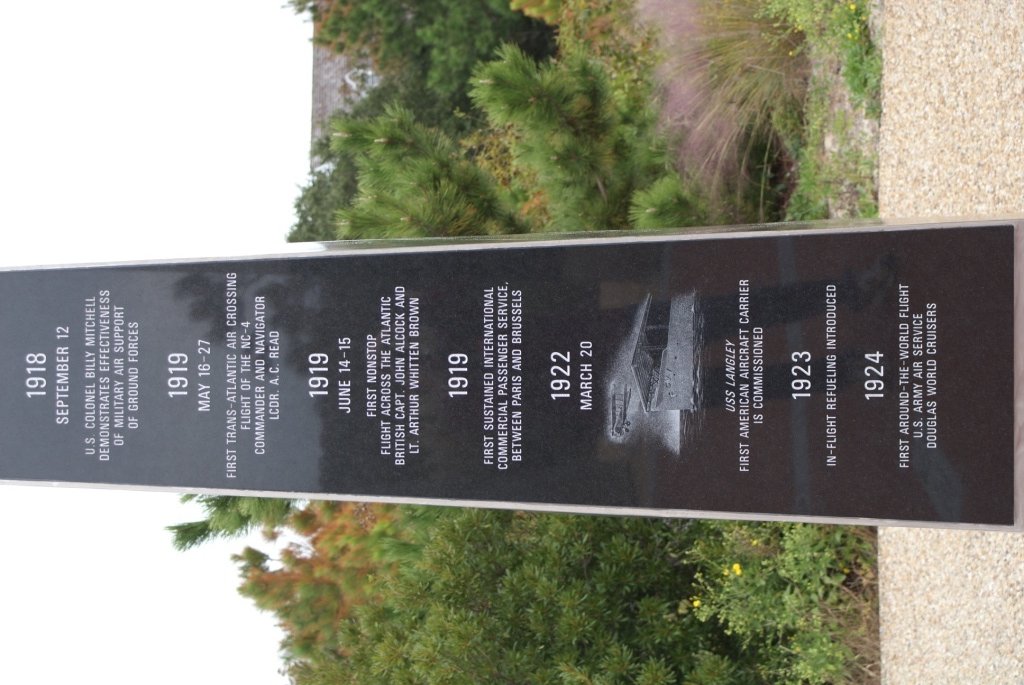 1918
SEPTEMBER 12
U.S. COLONEL BILLY MITCHELL
DEMONSTRATES EFFECTIVENESS
OF MILITARY AIR SUPPORT
OF GROUND FORCES
1919
MAY 16-27
FIRST TRANS-ATLANTIC AIR CROSSING
FLIGHT OF THE NC-4
COMMANDER AND NAVIGATOR
LCDR. A.C. READ
1919
JUNE 14-15
FIRST NONSTOP
FLIGHT ACROSS THE ATLANTIC
BRITISH CAPT. JOHN ALCOCK AND
LT. ARTHUR WHITTEN BROWN
1919
FIRST SUSTAINED INTERNATIONAL
COMMERCIAL PASSENGER SERVICE,
BETWEEN PARIS AND BRUSSELS
1922
MARCH 20
USS LANGLEY
FIRST AMERICAN AIRCRAFT CARRIER
IS COMMISSIONED
1923
IN-FLIGHT REFUELING INTRODUCED
1924
FIRST AROUND-THE-WORLD FLIGHT
U.S. ARMY AIR SERVICE
DOUGLAS WORLD CRUISERS